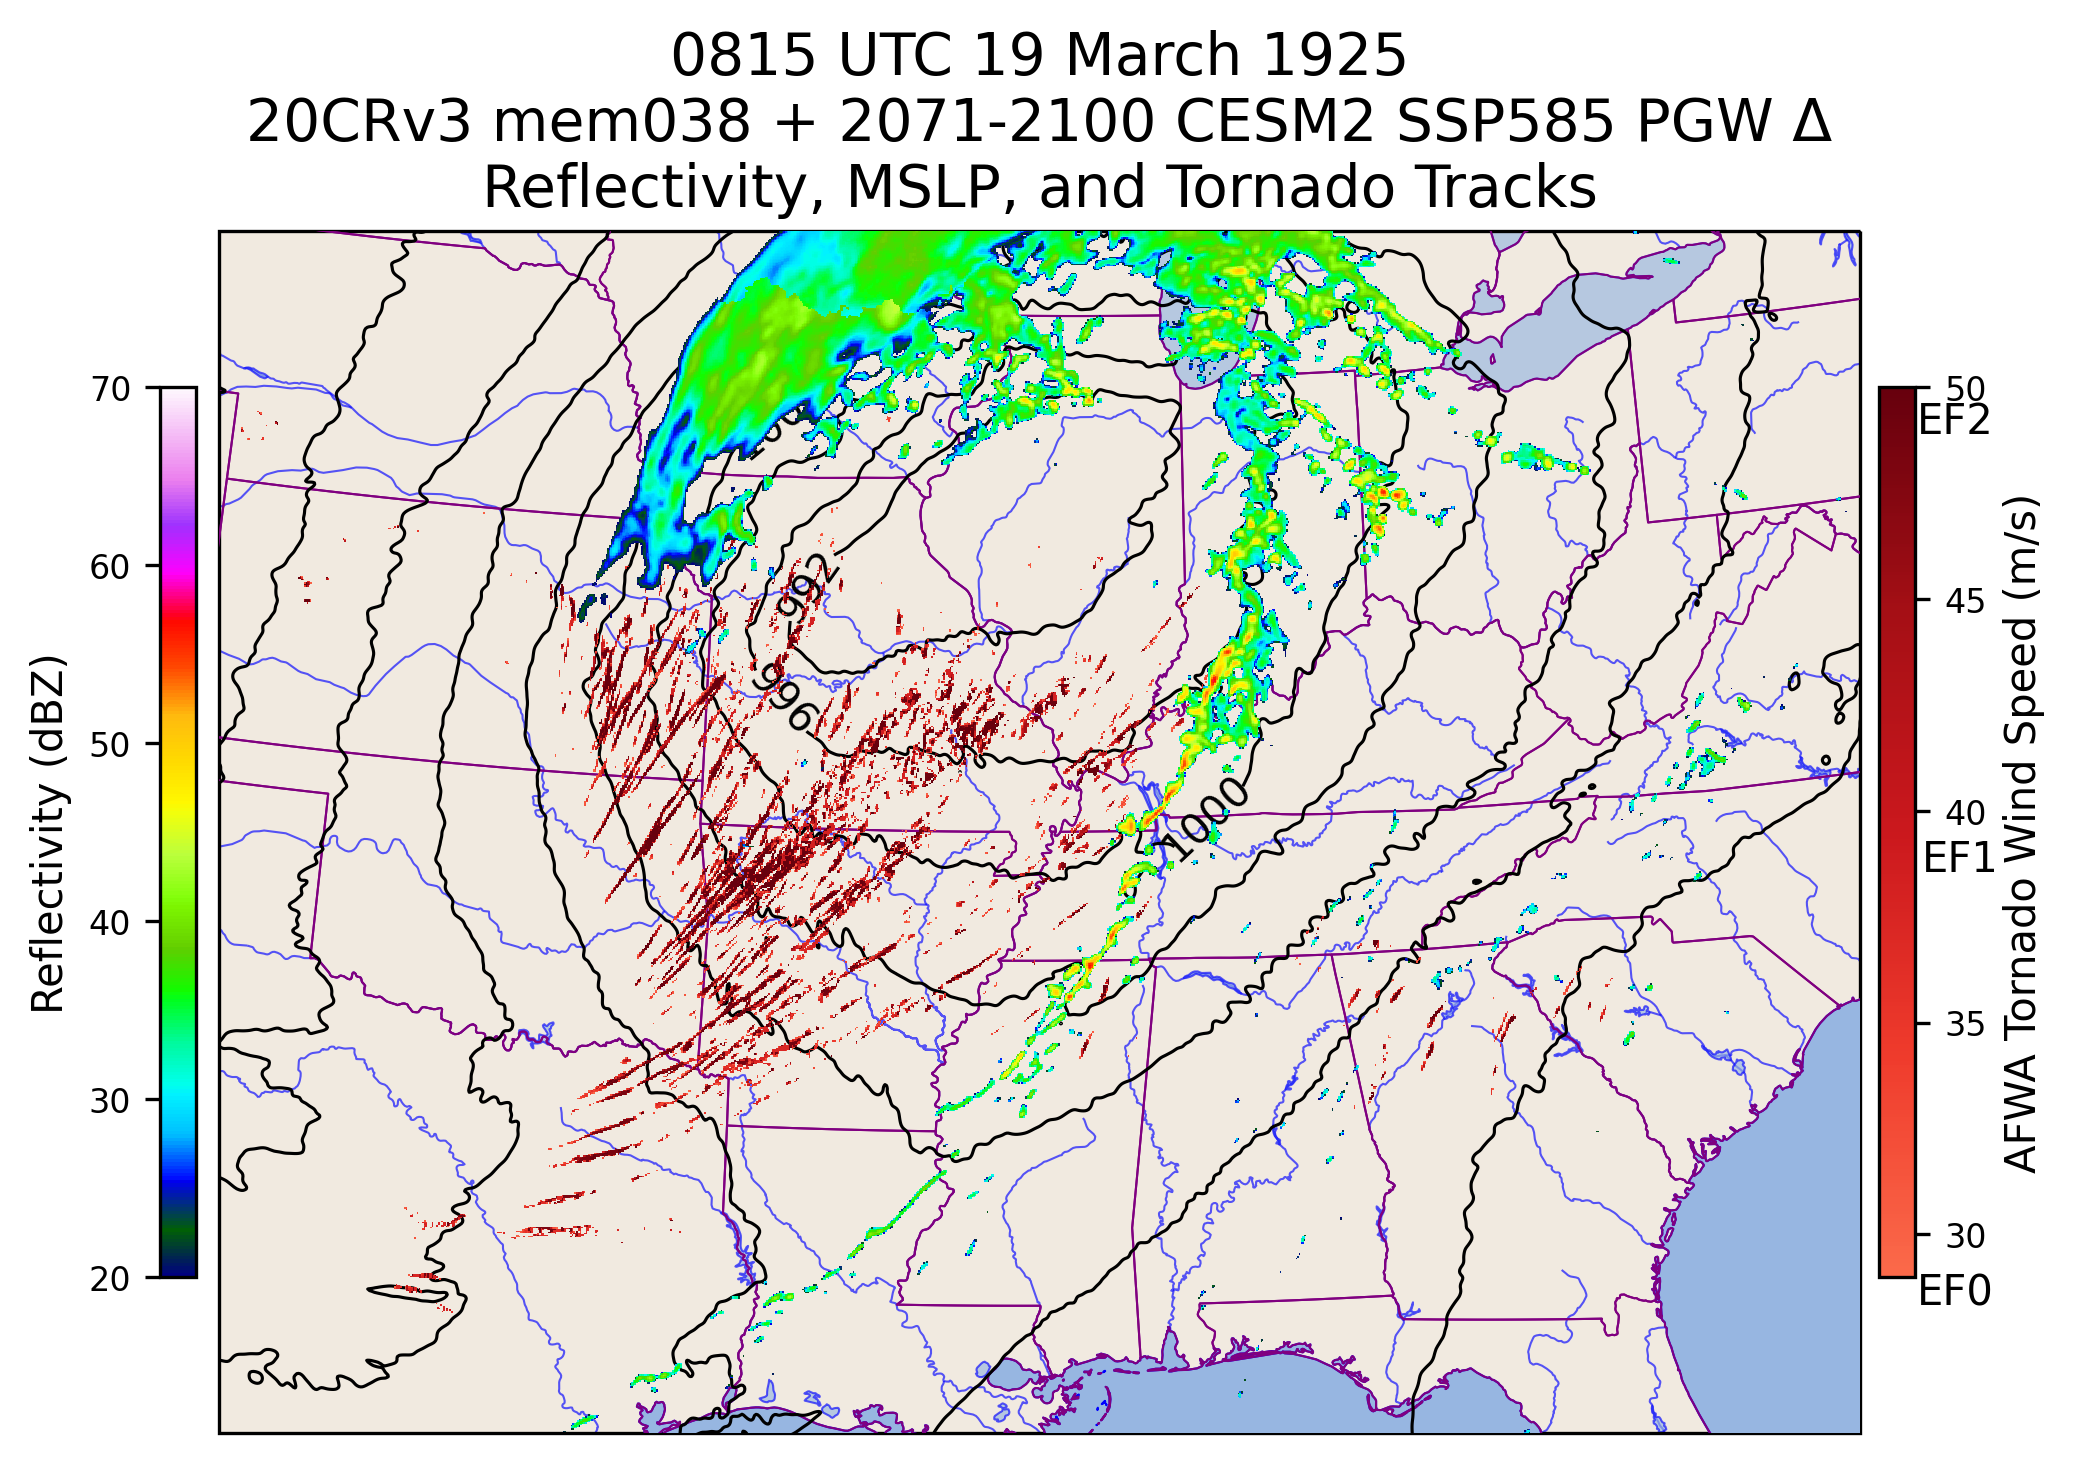 0815 UTC 19 March 1925
20CRv3 mem038 + 2071-2100 CESM2 SSP585 PGW Δ
Reflectivity, MSLP, and Tornado Tracks
70
60
50
40
30
20
Reflectivity (dBZ)
992
996
1000
50
EF2
45
40
EF1
35
30
EF0
AFWA Tornado Wind Speed (m/s)